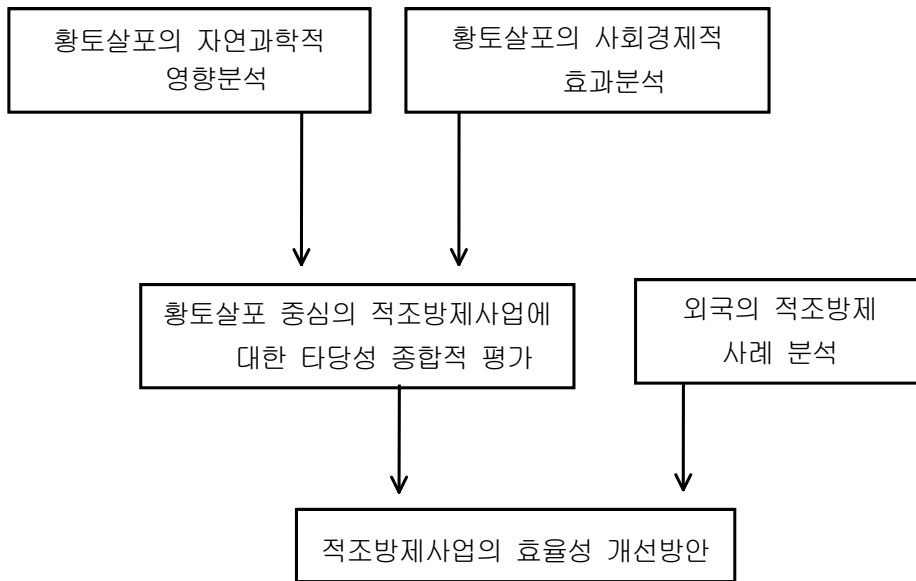 황토살포의 자연과학적
영향분석
황토살포의 사회경제적
효과분석
황토살포 중심의 적조방제사업에
대한 타당성 종합적 평가
외국의 적조방제
사례 분석
적조방제사업의 효율성 개선방안